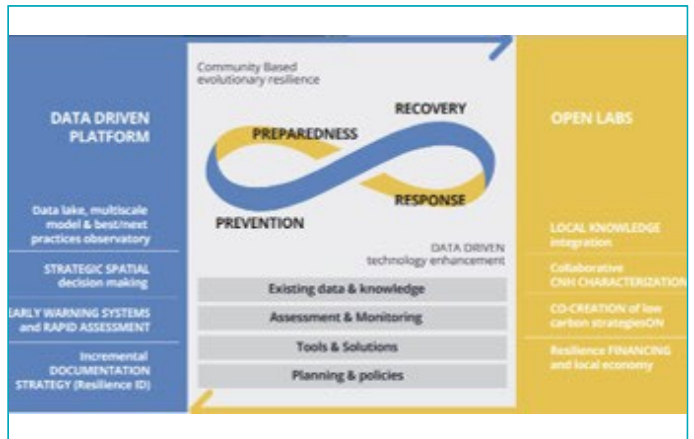 DATA DRIVEN
PLATFORM
Data lake, multiscale
model & best/next
practices observatory
STRATEGIC SPATIAL
decision making
EARLY WARNING SYSTEMS
and RAPID ASSESSMENT
Incremental
DOCUMENTATION
STRATEGY (Resilience ID)
Community Based
evolutionary resilience
RECOVERY
PREPAREDNESS
RESPONSE
PREVENTION
DATA DRIVEN
technology enhancement
Existing data & knowledge
Assessment & Monitoring
Tools & Solutions
Planning & policies
OPEN LABS
LOCAL KNOWLEDGE
integration
Collaborative
CNH CHARACTERIZATION
CO-CREATION of low
carbon strategiesON
Resilience FINANCING
and local economy